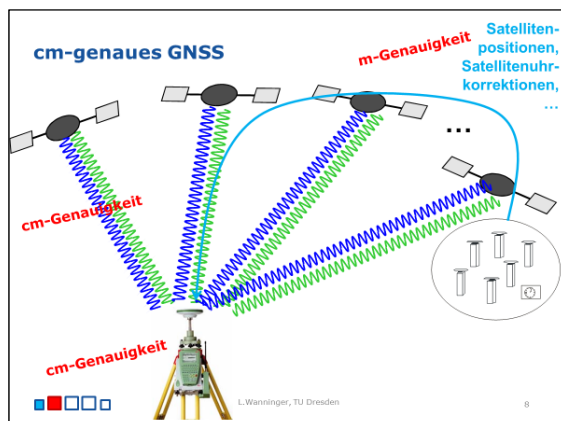 cm-genaues GNSS
m-Genauigkeit
Satelliten-
positionen,
Satellitenuhr-
korrektionen,
...
...
cm-Genauigkeit
cm-Genauigkeit
L.Wanninger, TU Dresden
8